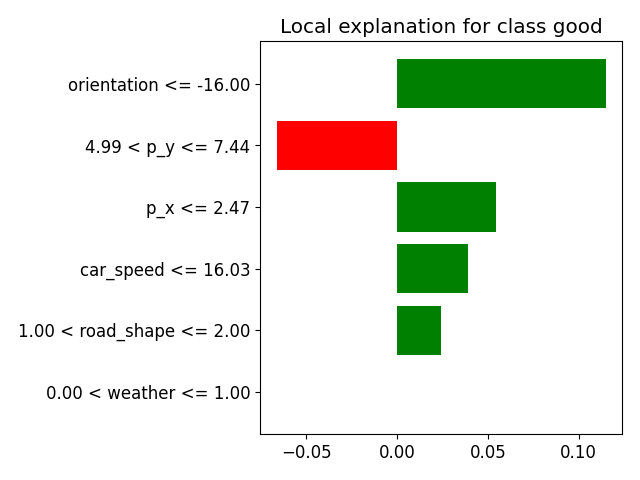 Local explanation for class good
orientation <= -16.00
4.99 < p_y <= 7.44
p_x <= 2.47
car_speed <= 16.03
1.00 < road_shape <= 2.00
0.00 < weather <= 1.00
−0.05 0.00 0.05 0.10